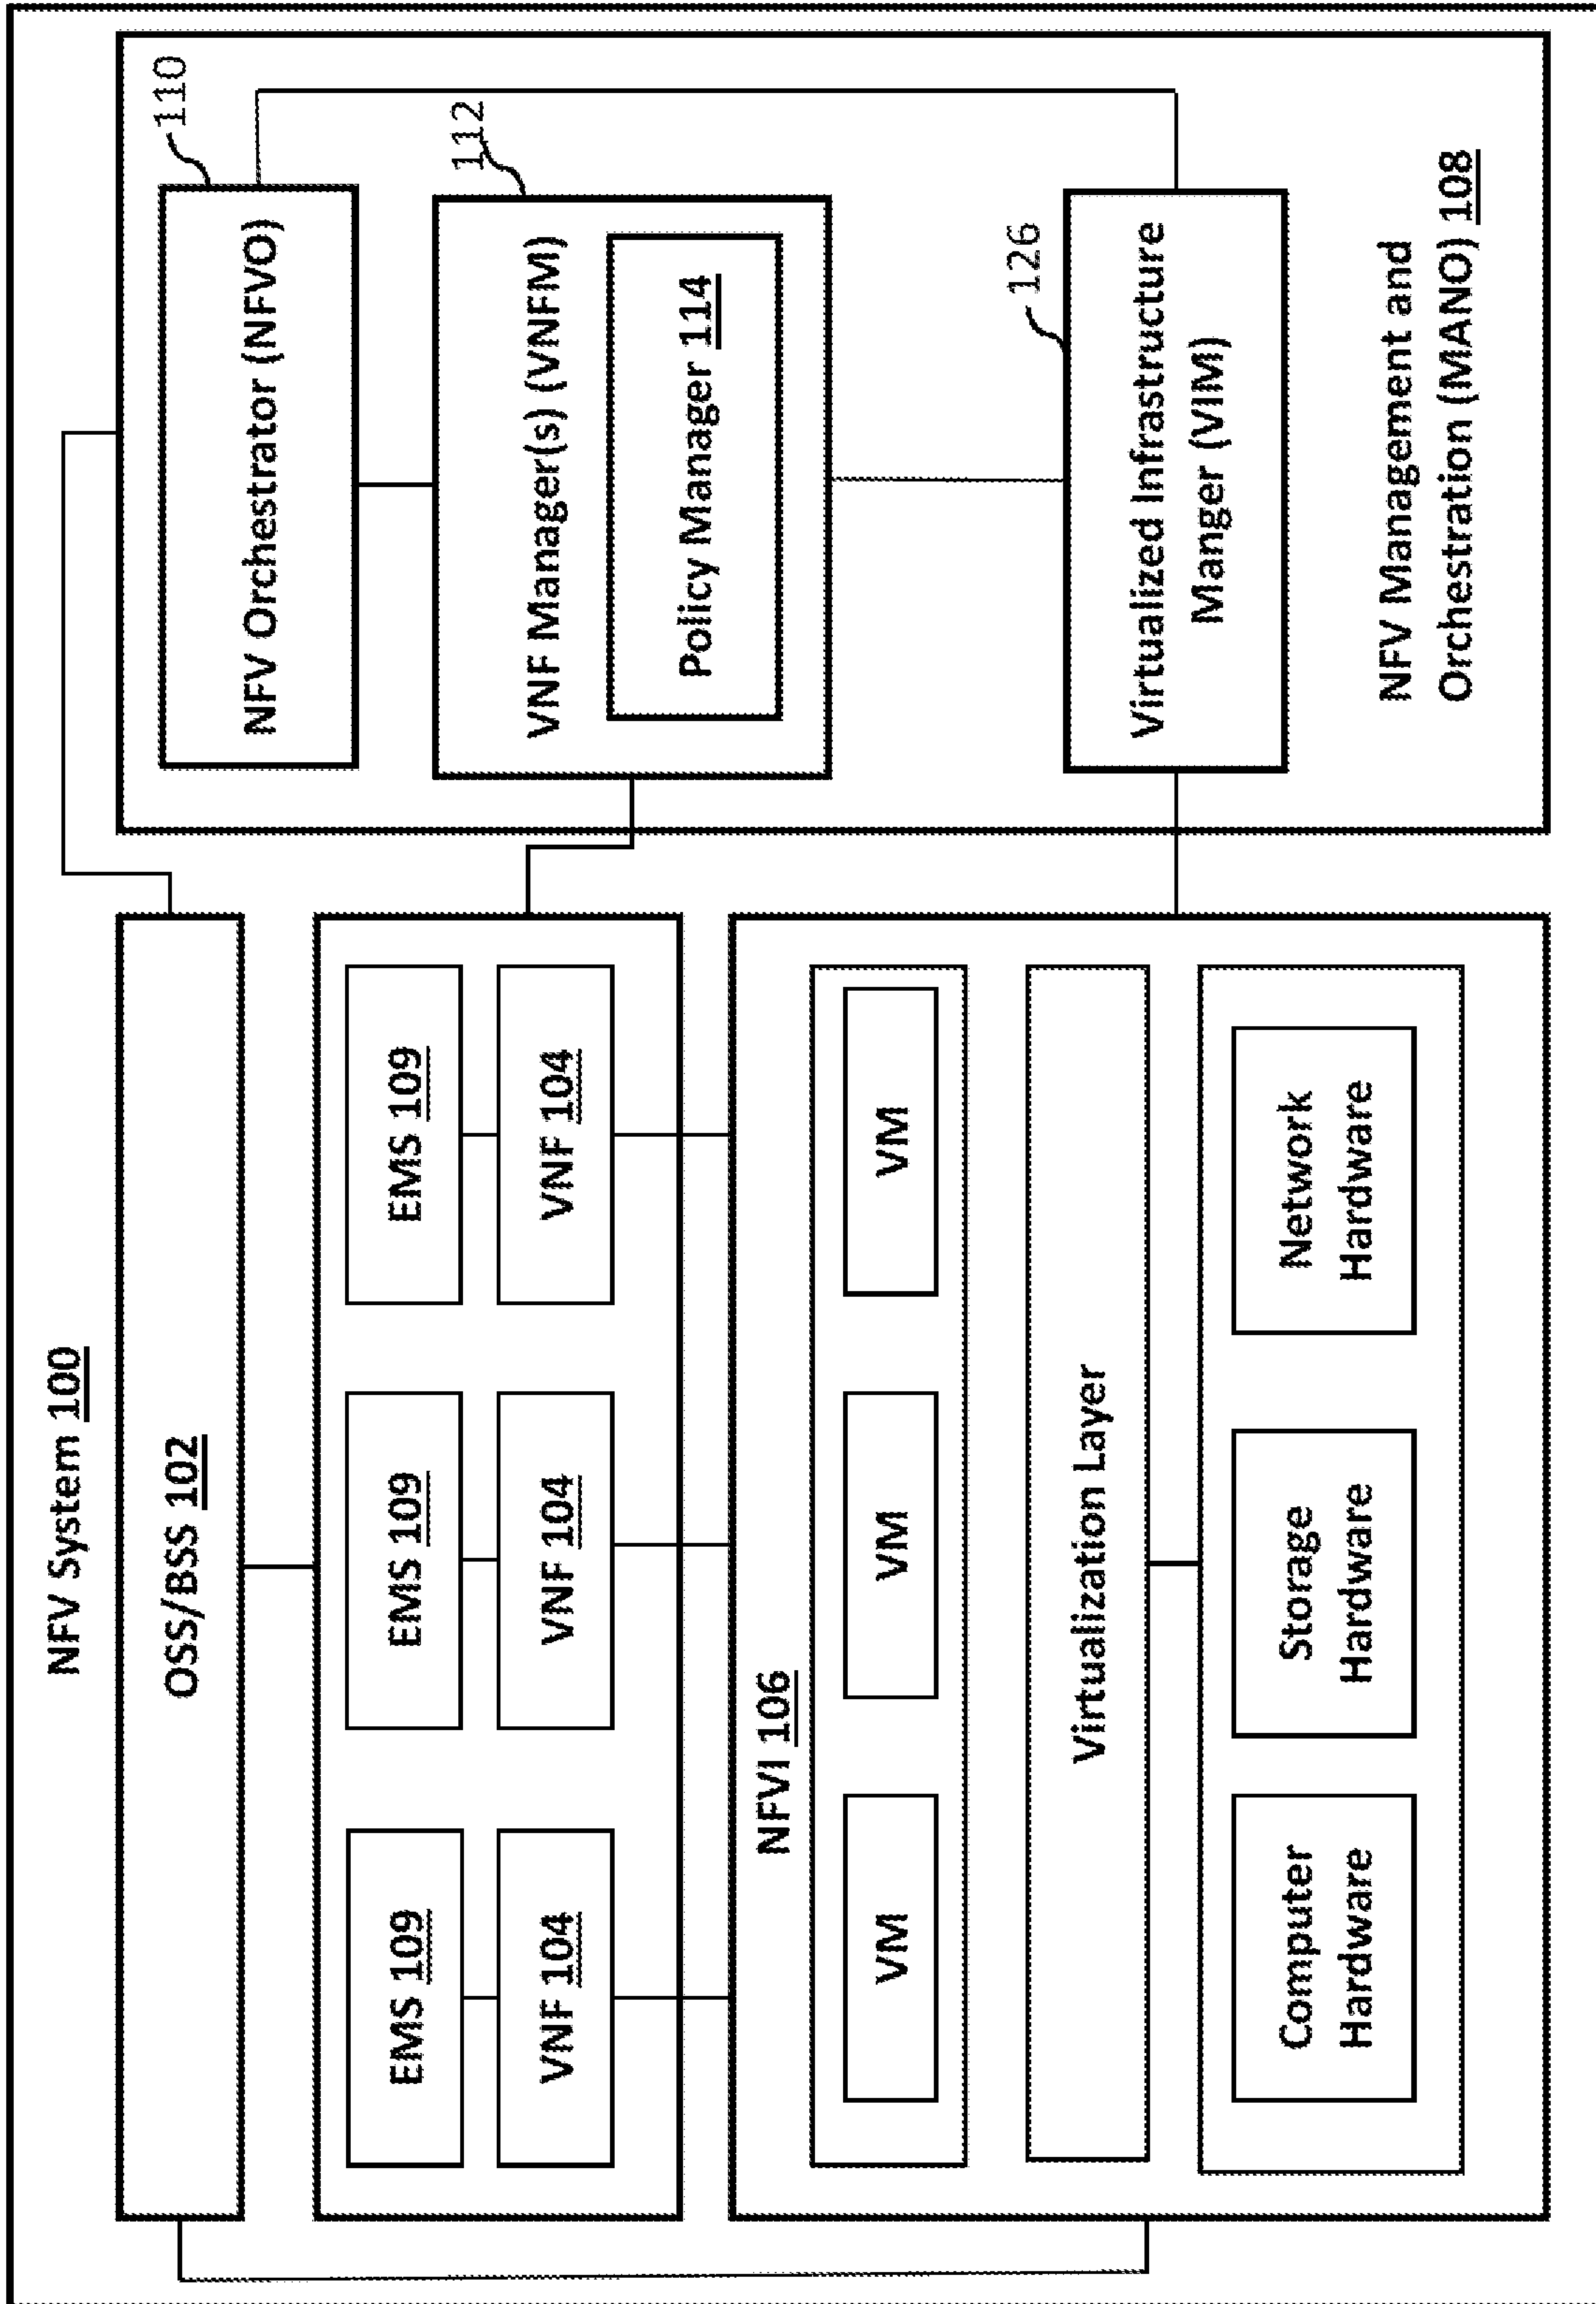 NFV System 100
OSS/BSS 102
EMS 109
EMS 109
EMS 109
VNF 104
VNF 104
VNF 104
NFVI 106
VM
VM
VM
Virtualization Layer
Computer
Hardware
Storage
Hardware
Network
Hardware
110
NFV Orchestrator (NFVO)
112
VNF Manager(s) (VNFM)
Policy Manager 114
126
Virtualized Infrastructure
Manger (VIM)
NFV Management and
Orchestration (MANO) 108